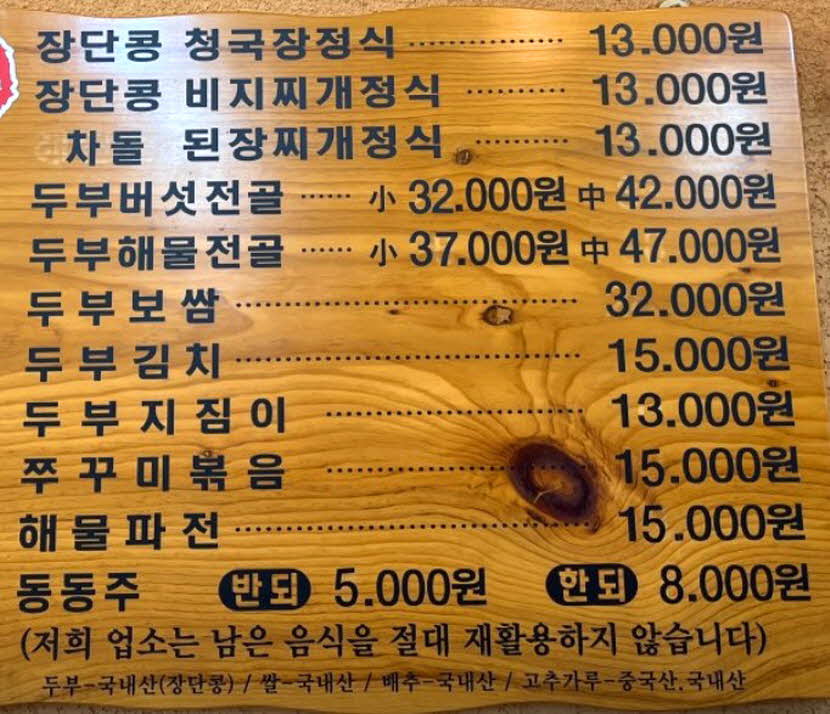 장단콩 청국장정식 ················ 13.000원
장단콩 비지찌개정식 ·········· 13.000원
차돌 된장찌개정식 ·········· 13.000원
두부버섯전골 ······ 小 32.000원 中 42.000원
두부해물전골 ······ 小 37.000원 中 47.000원
두부보쌈 ···································· 32.000원
두부김치 ···································· 15.000원
두부지짐이 ·························· 13.000원
쭈꾸미볶음 ·························· 15.000원
해물파전 ···································· 15.000원
동동주 반되 5.000원 한되 8.000원
(저희 업소는 남은 음식을 절대 재활용하지 않습니다)
두부-국내산(장단콩) / 쌀-국내산 / 배추-국내산 / 고추가루-중국산.국내산